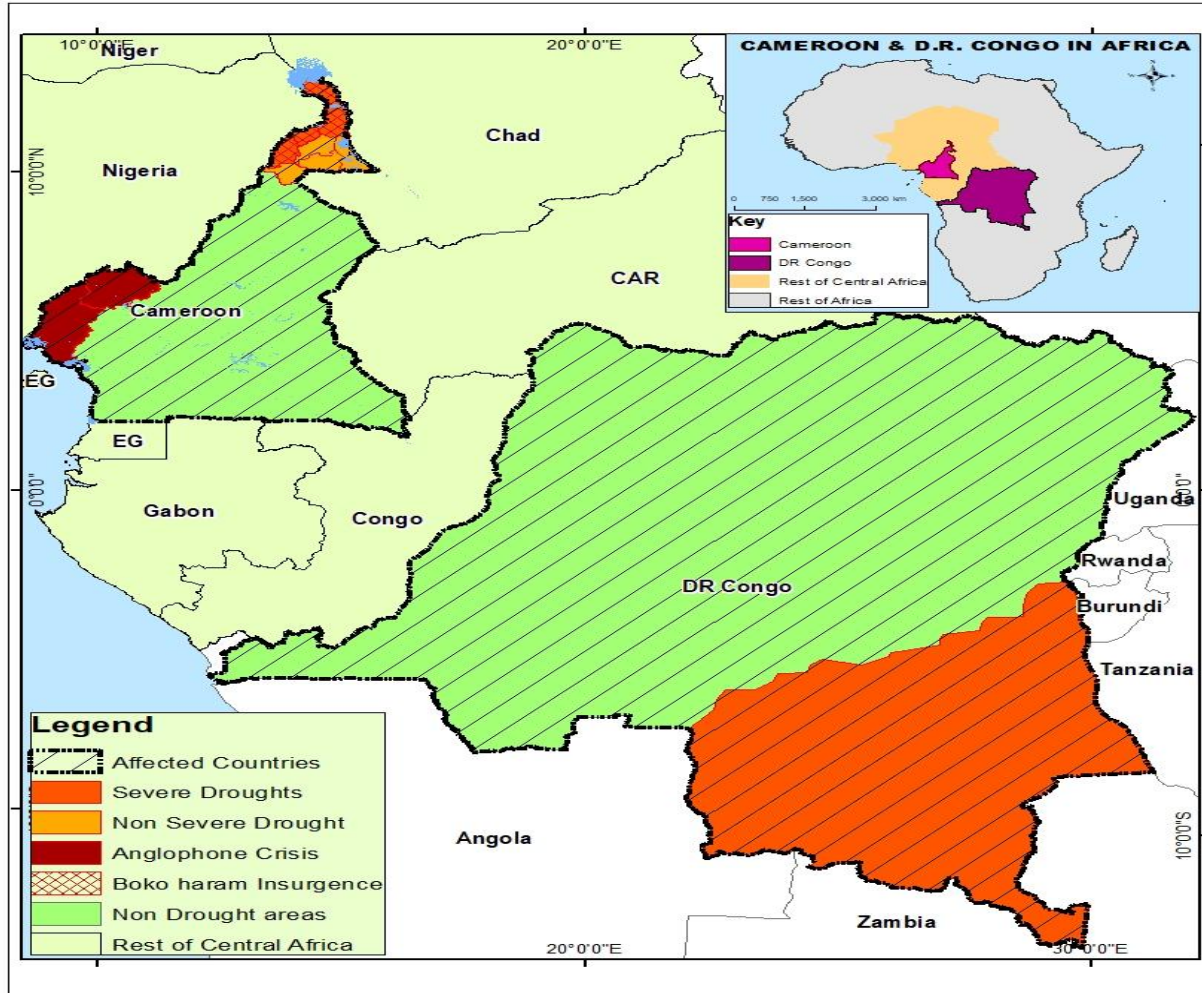 10°0'0"E
20°0'0"E
Niger
Chad
Nigeria
10°0'0"N
CAR
Cameroon
EG
EG
Gabon
Congo
0°0'0"
Uganda
Rwanda
DR Congo
Burundi
Tanzania
Angola
Zambia
10°0'0"S
20°0'0"E
30°0'0"E
CAMEROON & D.R. CONGO IN AFRICA
N
W
E
S
0 750 1,500 3,000 km
Key
Cameroon
DR Congo
Rest of Central Africa
Rest of Africa
Legend
Affected Countries
Severe Droughts
Non Severe Drought
Anglophone Crisis
Boko haram Insurgence
Non Drought areas
Rest of Central Africa